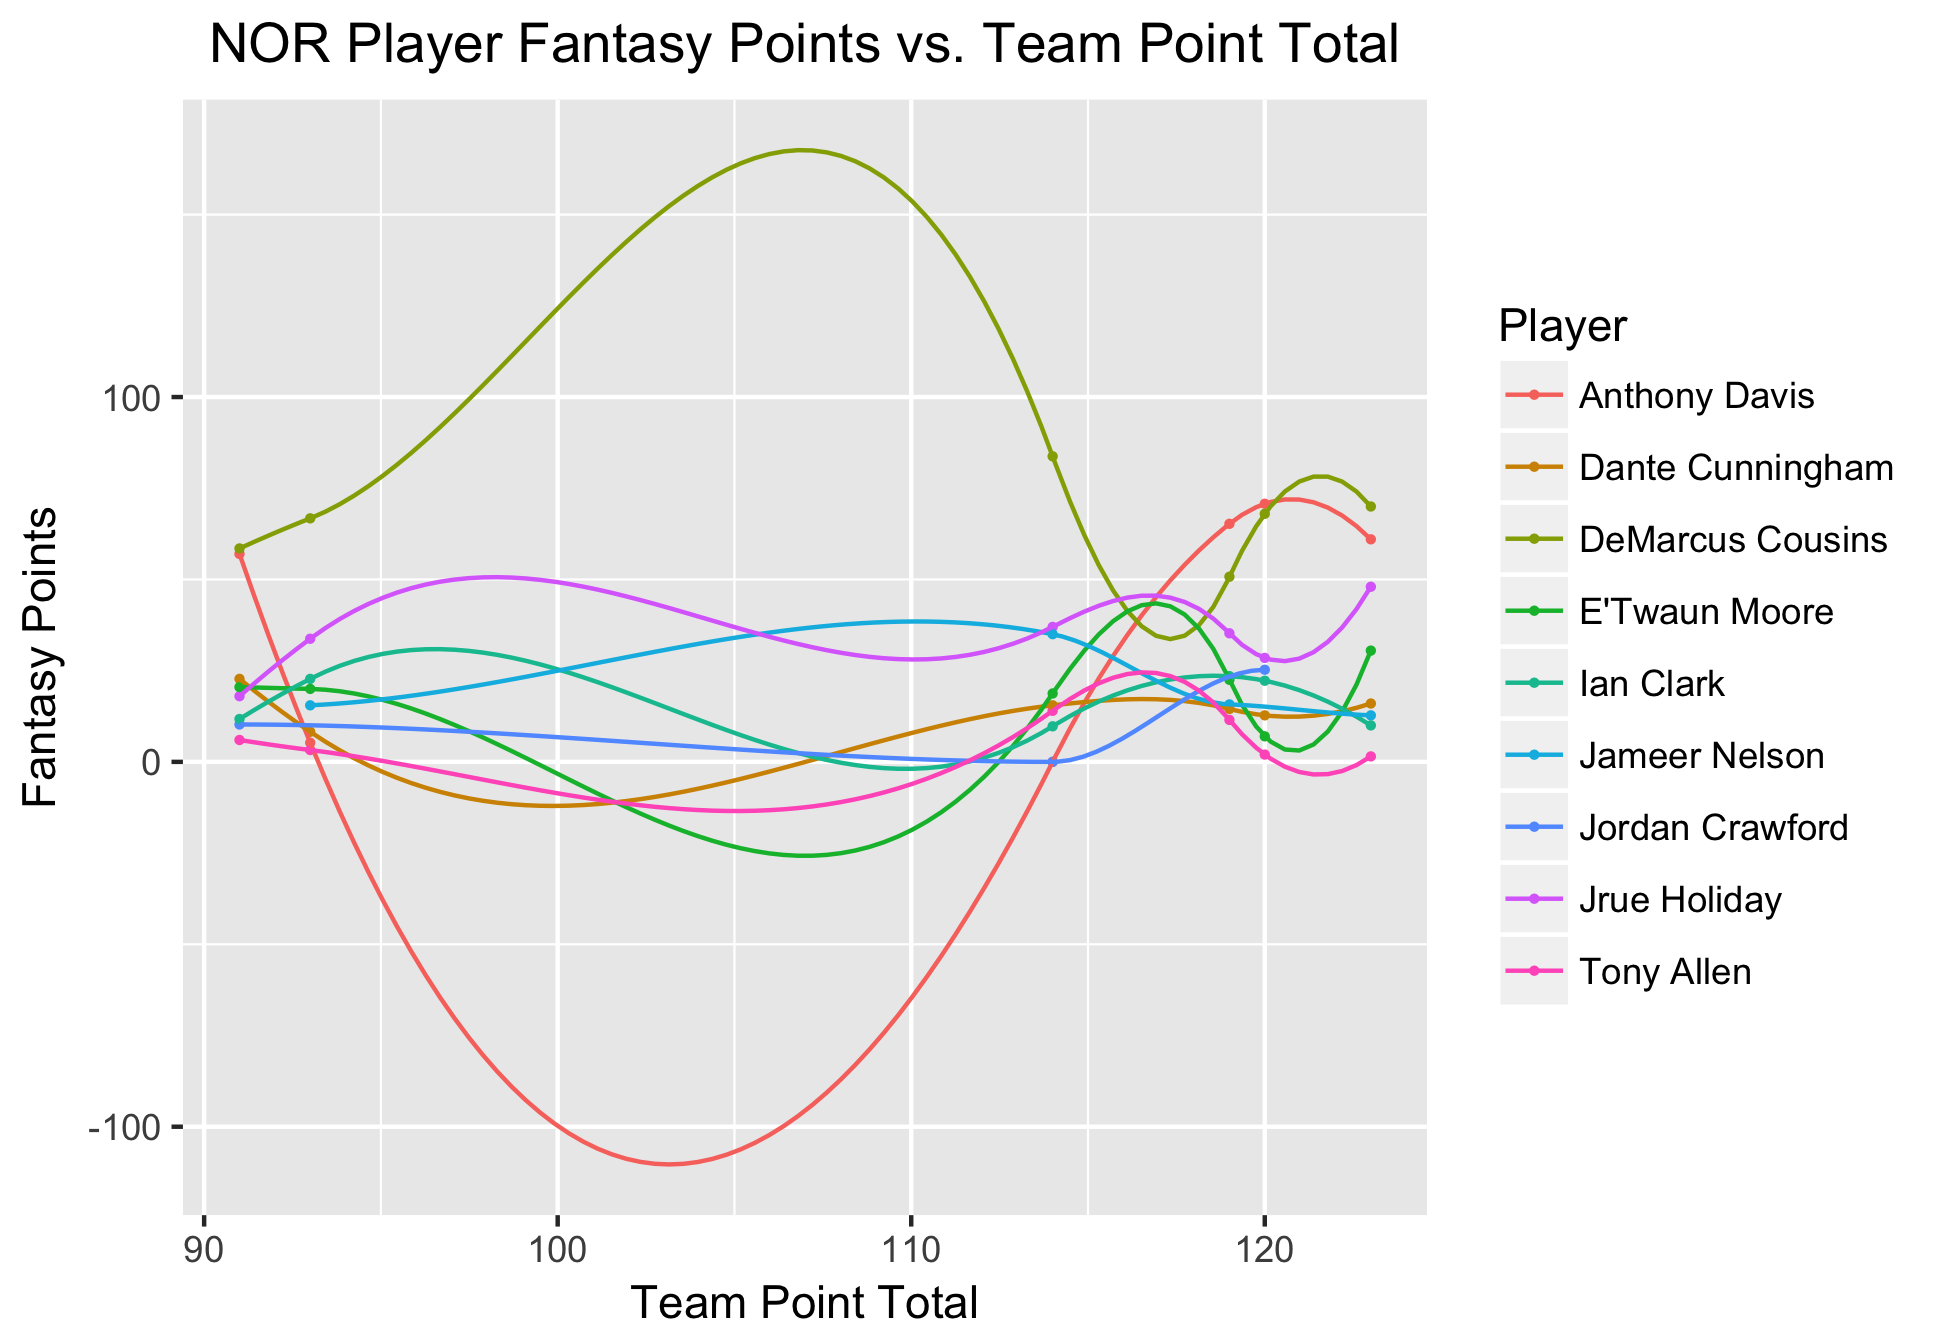 NOR Player Fantasy Points vs. Team Point Total
Fantasy Points
100
0
-100
90
100
110
120
Team Point Total
Player
Anthony Davis
Dante Cunningham
DeMarcus Cousins
E'Twaun Moore
Ian Clark
Jameer Nelson
Jordan Crawford
Jrue Holiday
Tony Allen